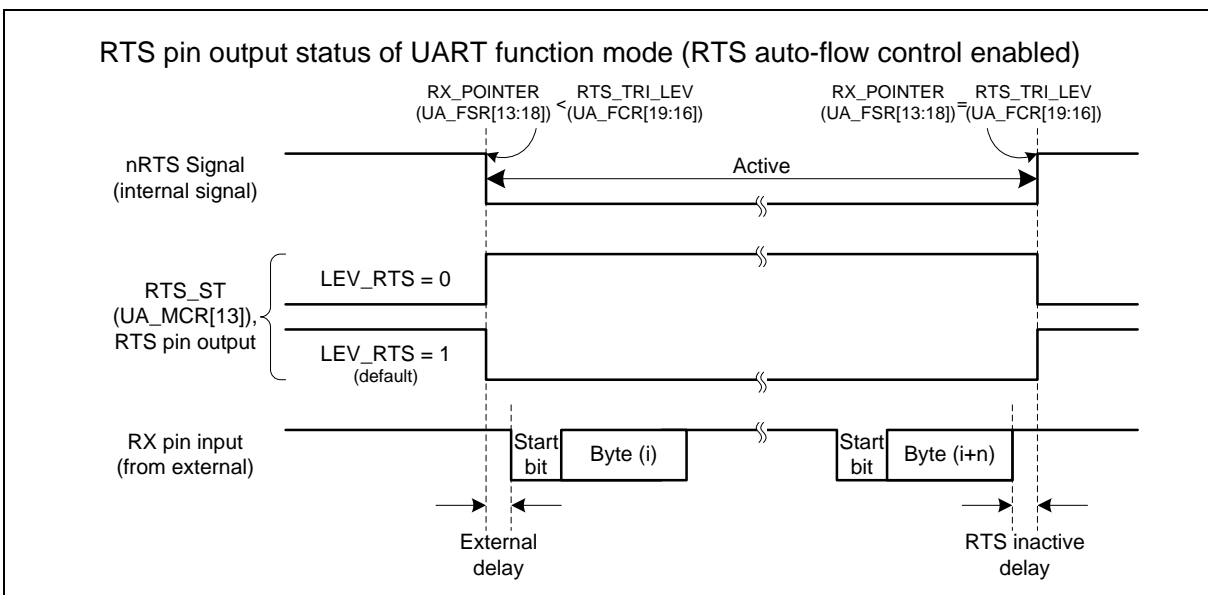 RTS pin output status of UART function mode (RTS auto-flow control enabled)
RX_POINTER
(UA_FSR[13:18])
<
RTS_TRI_LEV
(UA_FCR[19:16])
RX_POINTER
(UA_FSR[13:18])
=
RTS_TRI_LEV
(UA_FCR[19:16])
nRTS Signal
(internal signal)
Active
RTS_ST
(UA_MCR[13]),
RTS pin output
LEV_RTS = 0
LEV_RTS = 1
(default)
RX pin input
(from external)
Start
bit
Byte (i)
Start
bit
Byte (i+n)
External
delay
RTS inactive
delay